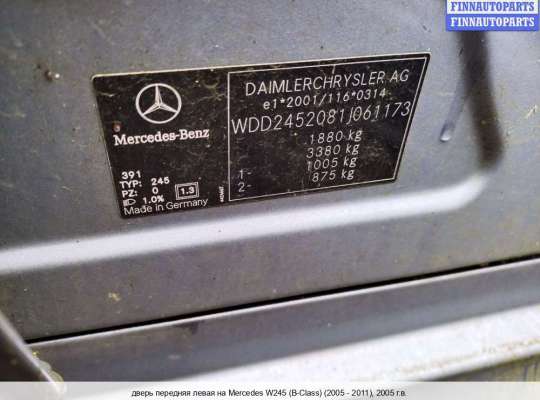 FINNAUTOPARTS
FINNAUTOPARTS
DAIMLERCHRYSLER AG
e1*2001/116*0314
WDD2452081J061173
1880 kg
3380 kg
1- 1005 kg
2- 875 kg
Mercedes-Benz
391
TYP: 245
PZ: 0 1.3
1.0%
Made in Germany
дверь передняя левая на Mercedes W245 (B-Class) (2005 - 2011), 2005 г.в.